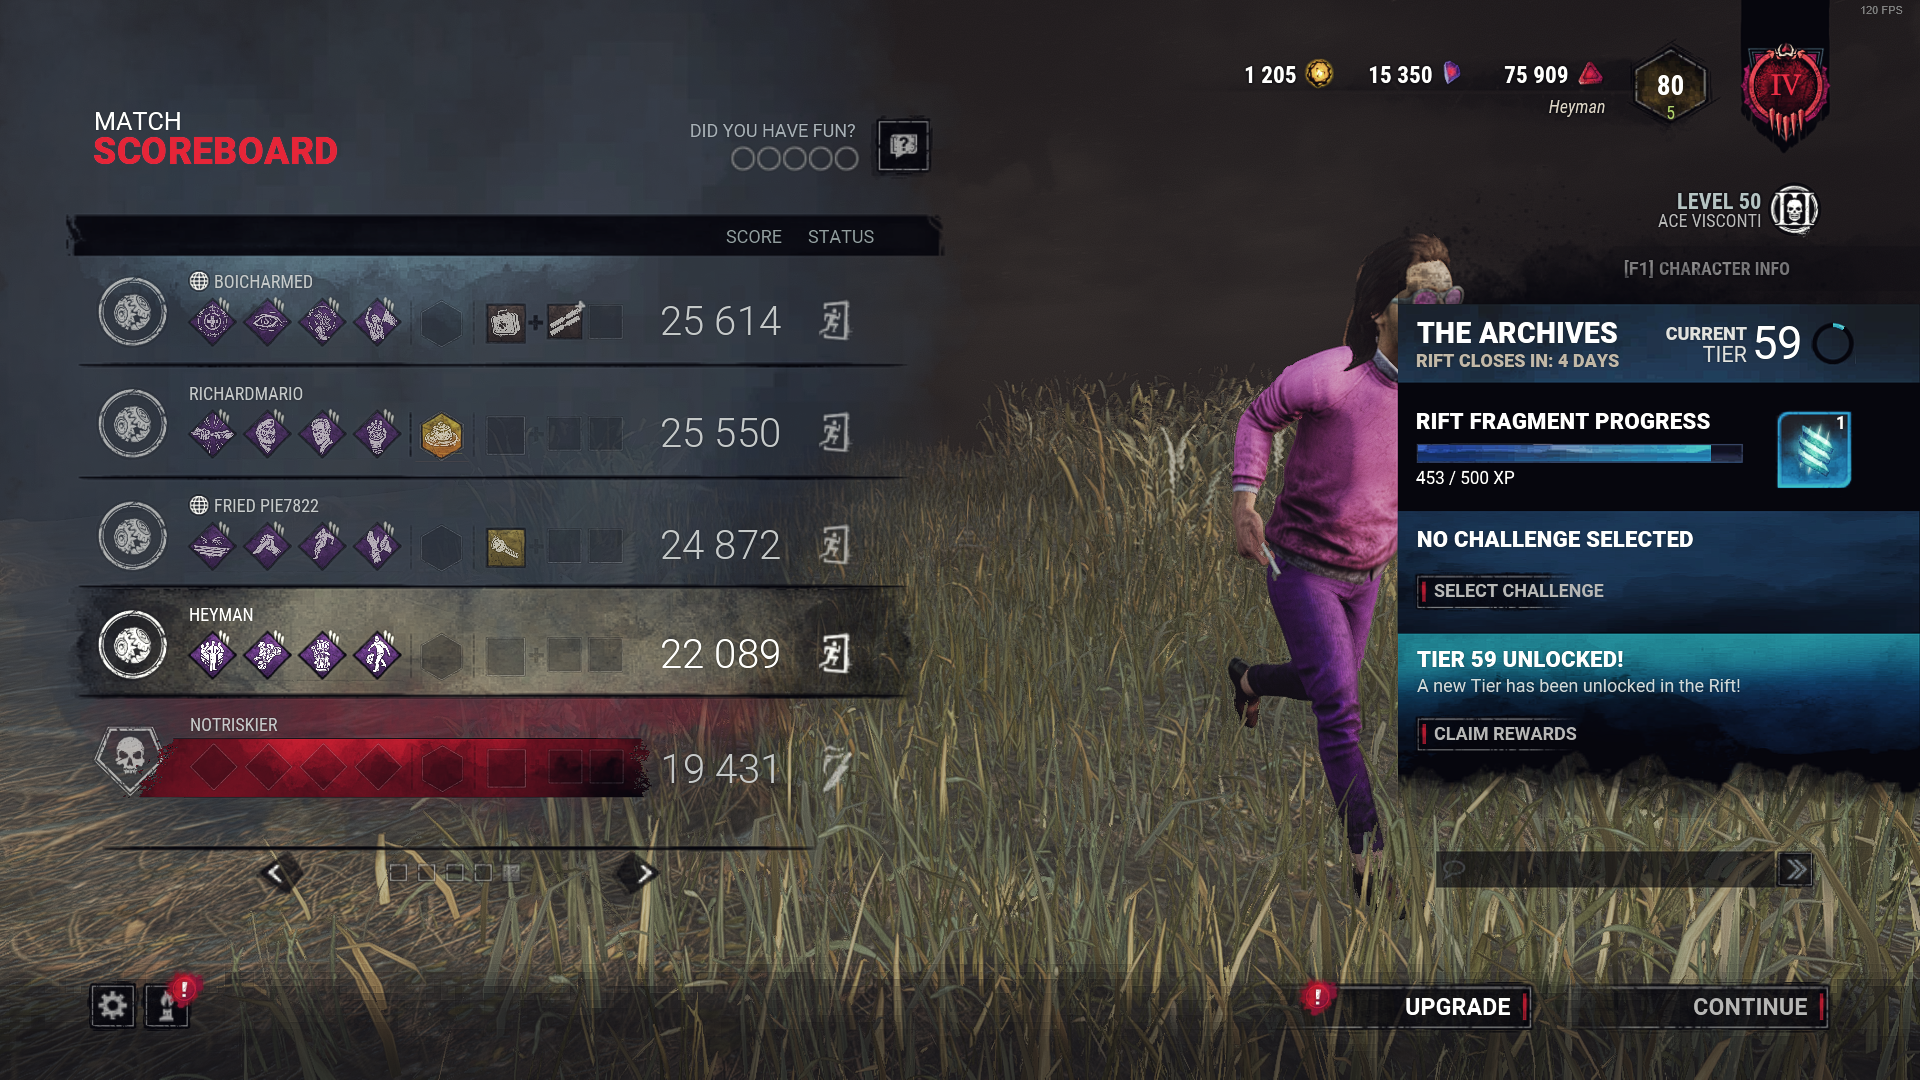 120 FPS
1 205
15 350
75 909
Heyman
80
5
IV
MATCH
SCOREBOARD
DID YOU HAVE FUN?
LEVEL 50
ACE VISCONTI
III
[F1] CHARACTER INFO
SCORE STATUS
BOICHARMED
25 614
RICHARDMARIO
25 550
FRIED PIE7822
24 872
HEYMAN
22 089
NOTRISKIER
19 431
THE ARCHIVES
RIFT CLOSES IN: 4 DAYS
CURRENT
TIER 59
RIFT FRAGMENT PROGRESS
1
453 / 500 XP
NO CHALLENGE SELECTED
SELECT CHALLENGE
TIER 59 UNLOCKED!
A new Tier has been unlocked in the Rift!
CLAIM REWARDS
!
!
UPGRADE
CONTINUE